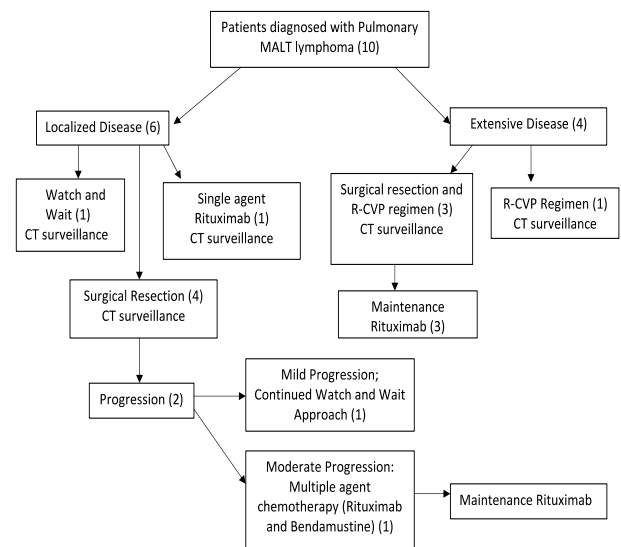 Patients diagnosed with Pulmonary
MALT lymphoma (10)
Localized Disease (6)
Extensive Disease (4)
Watch and
Wait (1)
CT surveillance
Single agent
Rituximab (1)
CT surveillance
Surgical resection and
R-CVP regimen (3)
CT surveillance
R-CVP Regimen (1)
CT surveillance
Surgical Resection (4)
CT surveillance
Maintenance
Rituximab (3)
Progression (2)
Mild Progression;
Continued Watch and Wait
Approach (1)
Moderate Progression:
Multiple agent
chemotherapy (Rituximab
and Bendamustine) (1)
Maintenance Rituximab